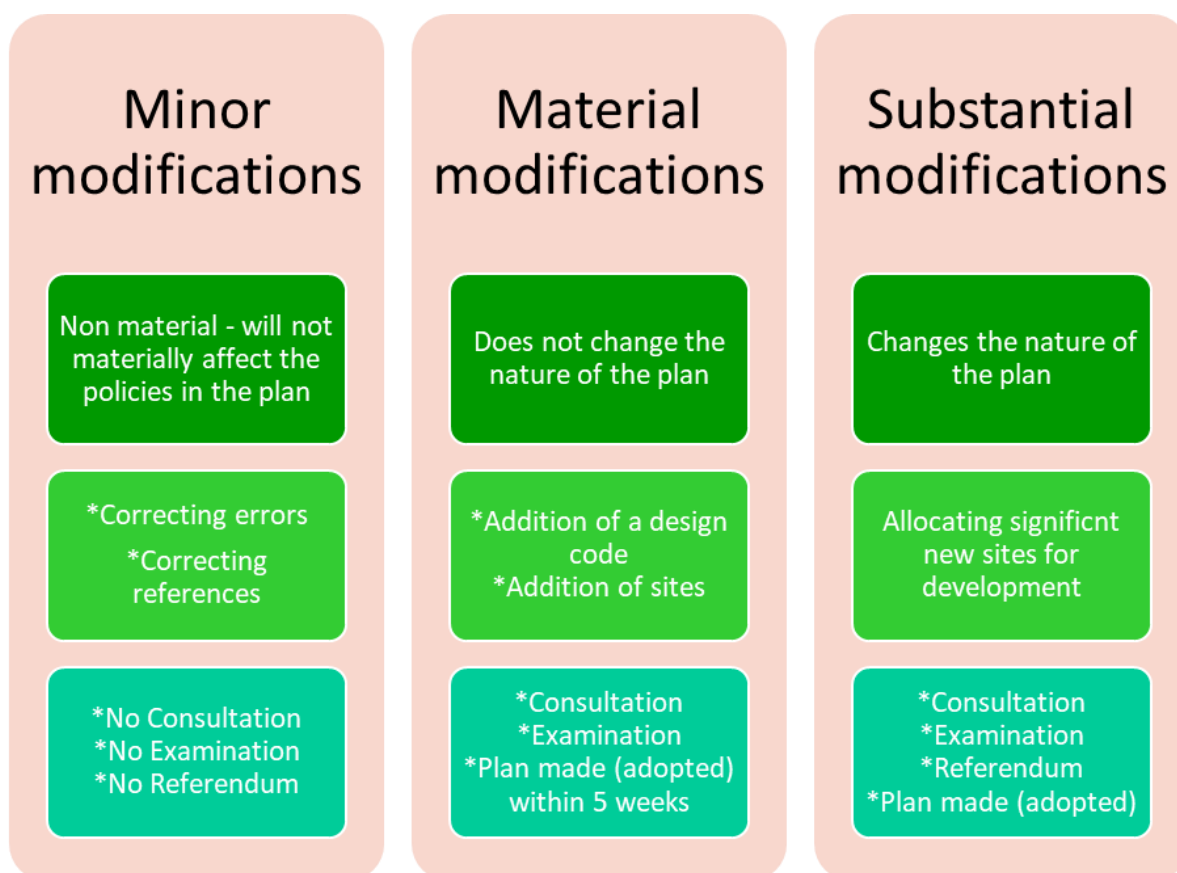 Minor
modifications
Non material - will not
materially affect the
policies in the plan
*Correcting errors
*Correcting
references
*No Consultation
*No Examination
*No Referendum
Material
modifications
Does not change the
nature of the plan
*Addition of a design
code
*Addition of sites
*Consultation
*Examination
*Plan made (adopted)
within 5 weeks
Substantial
modifications
Changes the nature of
the plan
Allocating significnt
new sites for
development
*Consultation
*Examination
*Referendum
*Plan made (adopted)